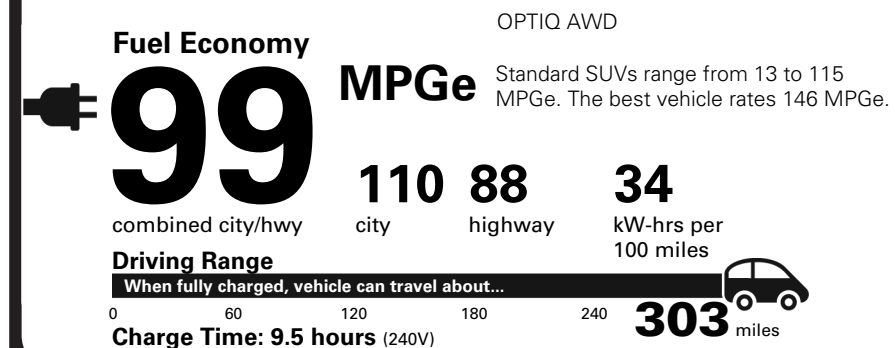 OPTIQ AWD
Fuel Economy
99
MPGe
Standard SUVs range from 13 to 115
MPGe. The best vehicle rates 146 MPGe.
110 88 34
combined city/hwy city highway kW-hrs per
100 miles
Driving Range
When fully charged, vehicle can travel about...
0 60 120 180 240 303 miles
Charge Time: 9.5 hours (240V)